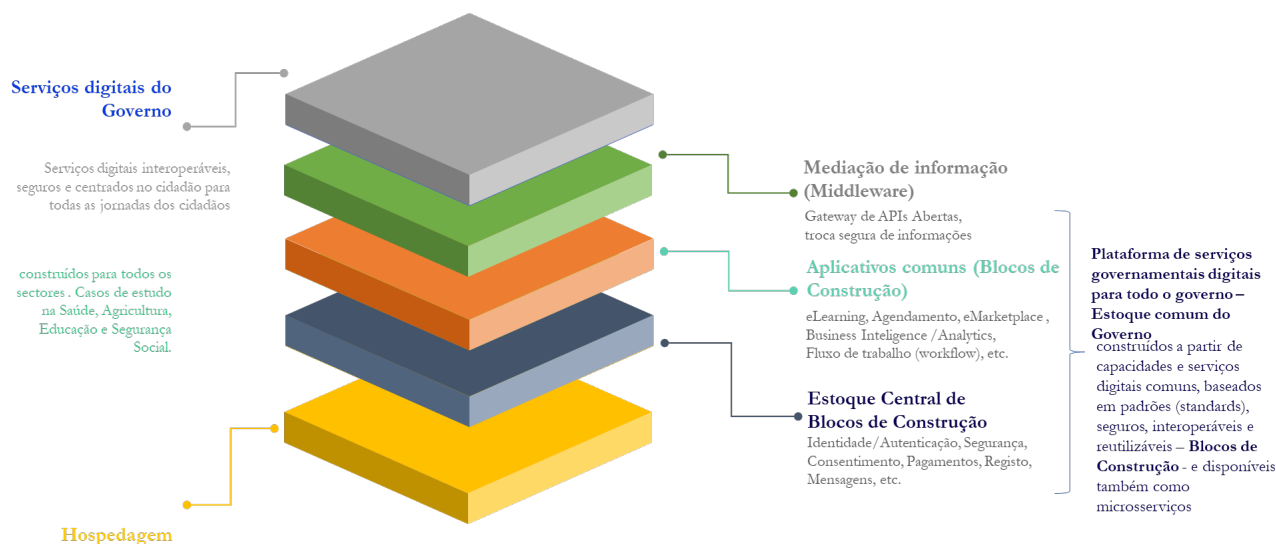 Serviços digitais do
Governo
Serviços digitais interoperáveis,
seguros e centrados no cidadão para
todas as jornadas dos cidadãos
construídos para todos os
sectores . Casos de estudo
na Saúde, Agricultura,
Educação e Segurança
Social.
Hospedagem
Mediação de informação
(Middleware)
Gateway de APIs Abertas,
troca segura de informações
Aplicativos comuns (Blocos de
Construção)
eLearning, Agendamento, eMarketplace ,
Business Inteligence /Analytics,
Fluxo de trabalho (workflow), etc.
Estoque Central de
Blocos de Construção
Identidade/Autenticação, Segurança,
Consentimento, Pagamentos, Registo,
Mensagens, etc.
Plataforma de serviços
governamentais digitais
para todo o governo –
Estoque comum do
Governo
construídos a partir de
capacidades e serviços
digitais comuns, baseados
em padrões (standards),
seguros, interoperáveis e
reutilizáveis – Blocos de
Construção - e disponíveis
também como
microsserviços